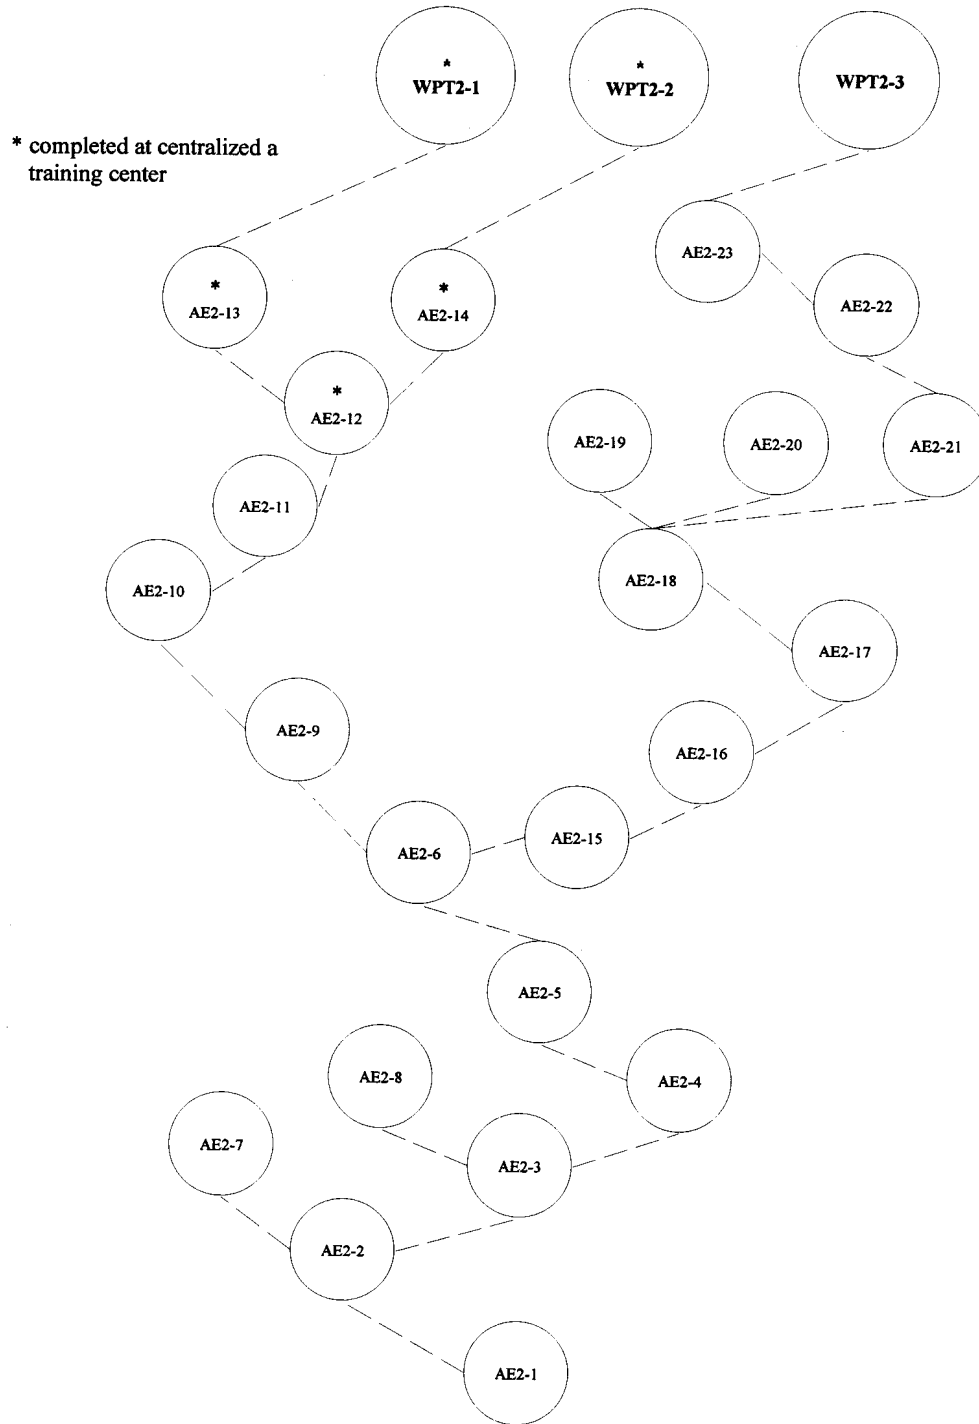 *
WPT2-1
*
WPT2-2
WPT2-3
* completed at centralized a
training center
AE2-23
*
AE2-13
*
AE2-14
AE2-22
*
AE2-12
AE2-19
AE2-20
AE2-21
AE2-11
AE2-10
AE2-18
AE2-17
AE2-9
AE2-16
AE2-6
AE2-15
AE2-5
AE2-8
AE2-4
AE2-7
AE2-3
AE2-2
AE2-1